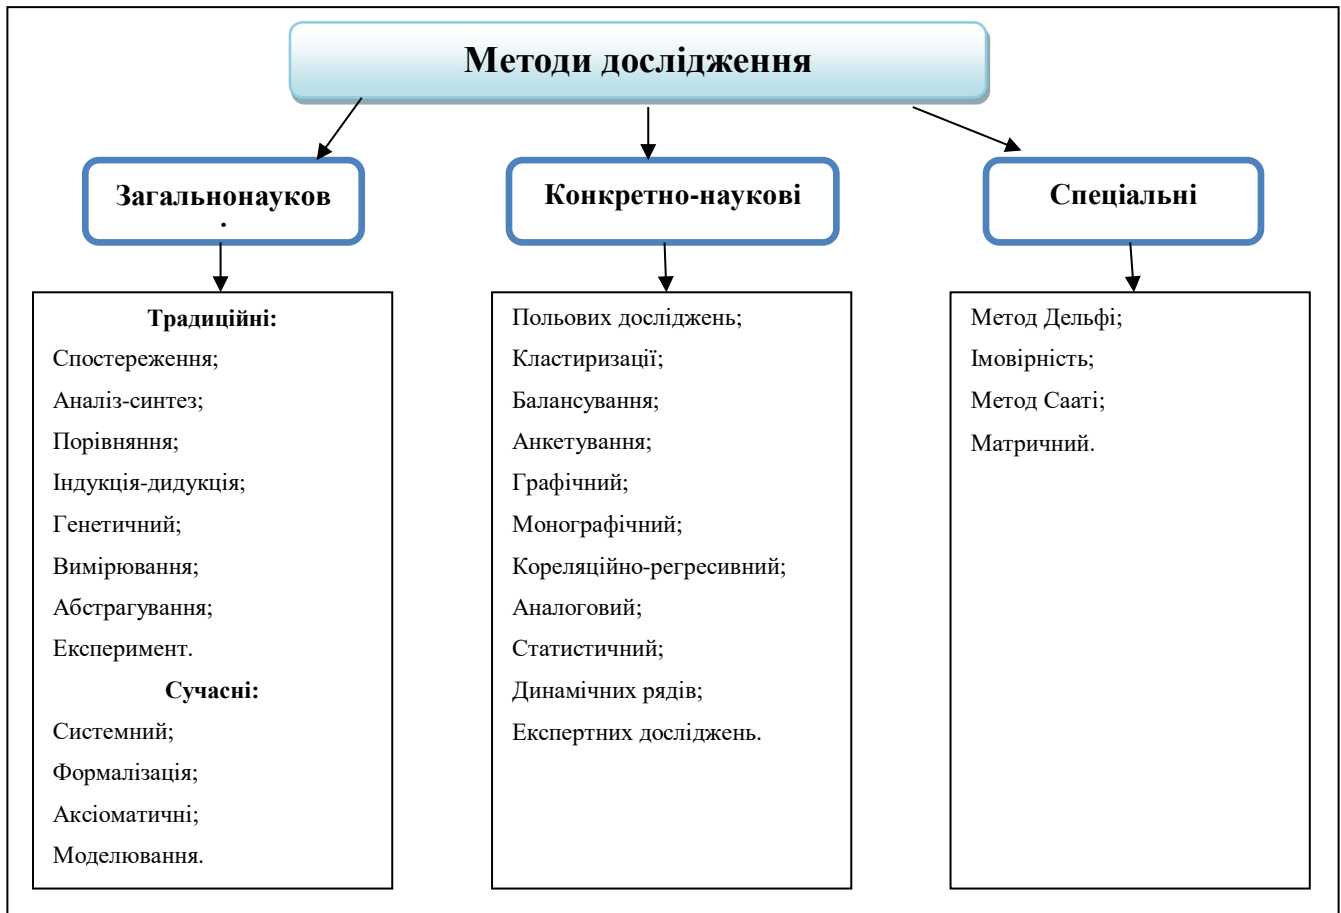 Методи дослідження
Загальнонауков
Конкретно-наукові
Спеціальні
Традиційні:
Спостереження;
Аналіз-синтез;
Порівняння;
Індукція-дидукція;
Генетичний;
Вимірювання;
Абстрагування;
Експеримент.
Сучасні:
Системний;
Формалізація;
Аксіоматичні;
Моделювання.
Польових досліджень;
Кластиризації;
Балансування;
Анкетування;
Графічний;
Монографічний;
Кореляційно-регресивний;
Аналоговий;
Статистичний;
Динамічних рядів;
Експертних досліджень.
Метод Дельфі;
Імовірність;
Метод Сааті;
Матричний.